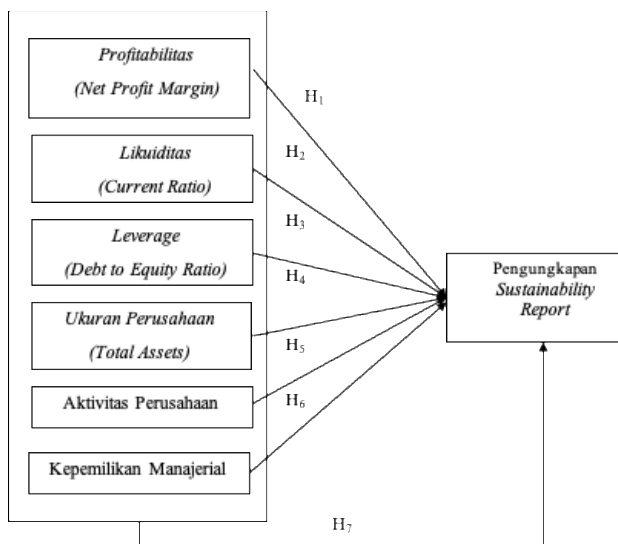 Profitabilitas
(Net Profit Margin)
H₁
Likuiditas
(Current Ratio)
H₂
Leverage
(Debt to Equity Ratio)
H₃
H₄
Pengungkapan
Sustainability
Report
Ukuran Perusahaan
(Total Assets)
H₅
Aktivitas Perusahaan
H₆
Kepemilikan Manajerial
H₇